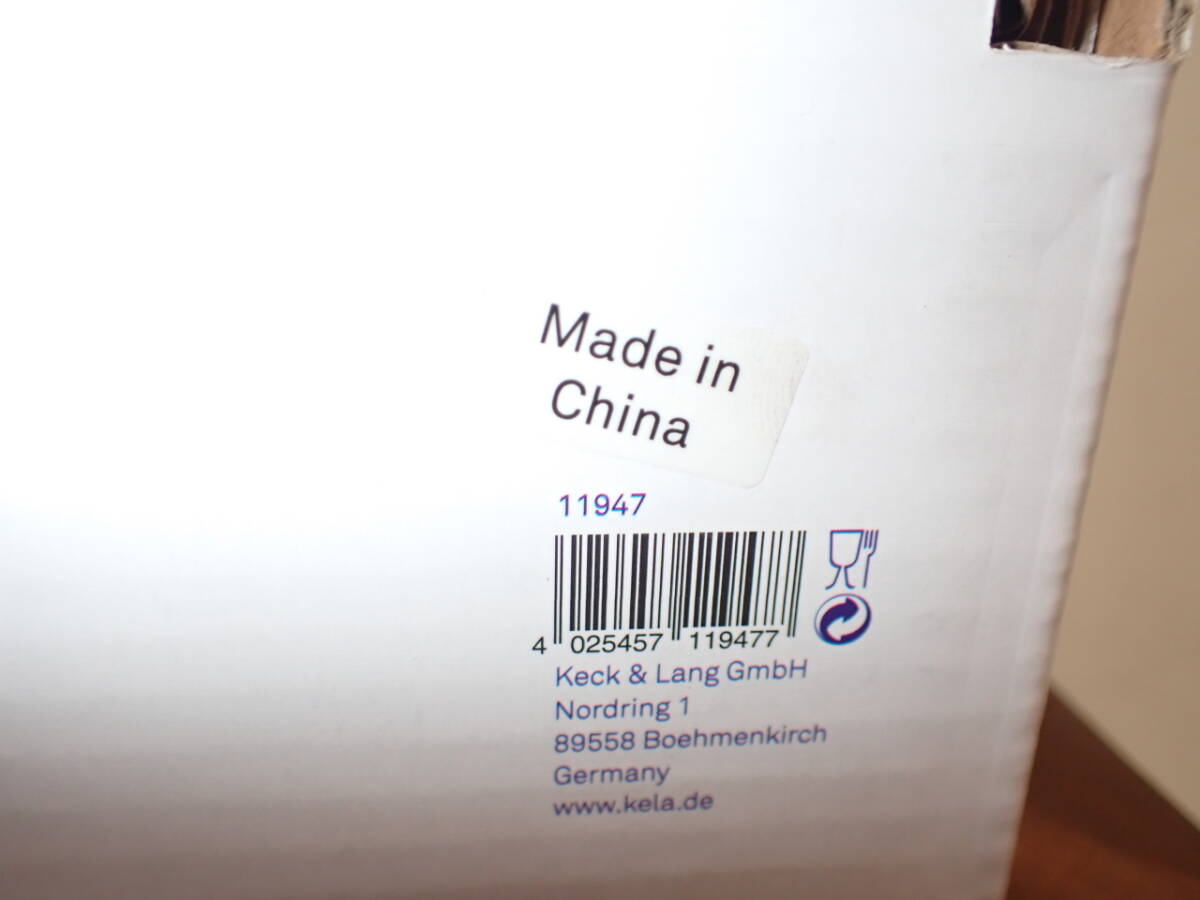 Made in
China
11947
4 025457 119477
Keck & Lang GmbH
Nordring 1
89558 Boehmenkirch
Germany
www.kela.de